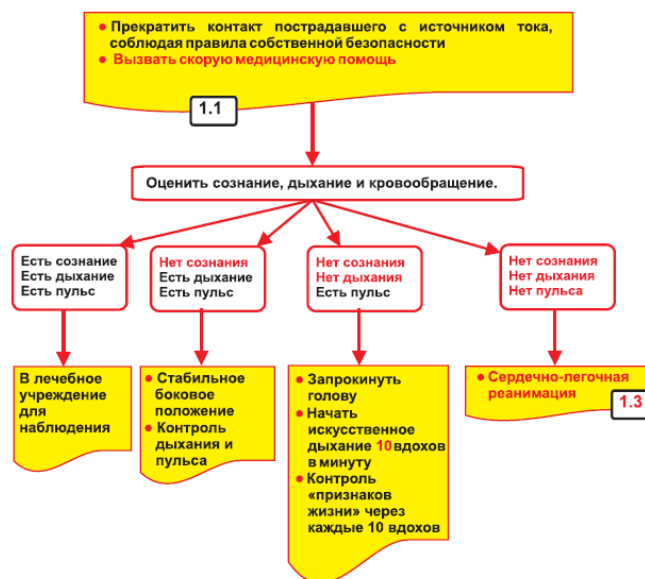 • Прекратить контакт пострадавшего с источником тока,
соблюдая правила собственной безопасности
• Вызвать скорую медицинскую помощь
1.1
Оценить сознание, дыхание и кровообращение.
Есть сознание
Есть дыхание
Есть пульс
Нет сознания
Есть дыхание
Есть пульс
Нет сознания
Нет дыхания
Есть пульс
Нет сознания
Нет дыхания
Нет пульса
В лечебное
учреждение
для
наблюдения
• Стабильное
боковое
положение
• Контроль
дыхания и
пульса
• Запрокинуть
голову
• Начать
искусственное
дыхание 10 вдохов
в минуту
• Контроль
«признаков
жизни» через
каждые 10 вдохов
• Сердечно-легочная
реанимация
1.3